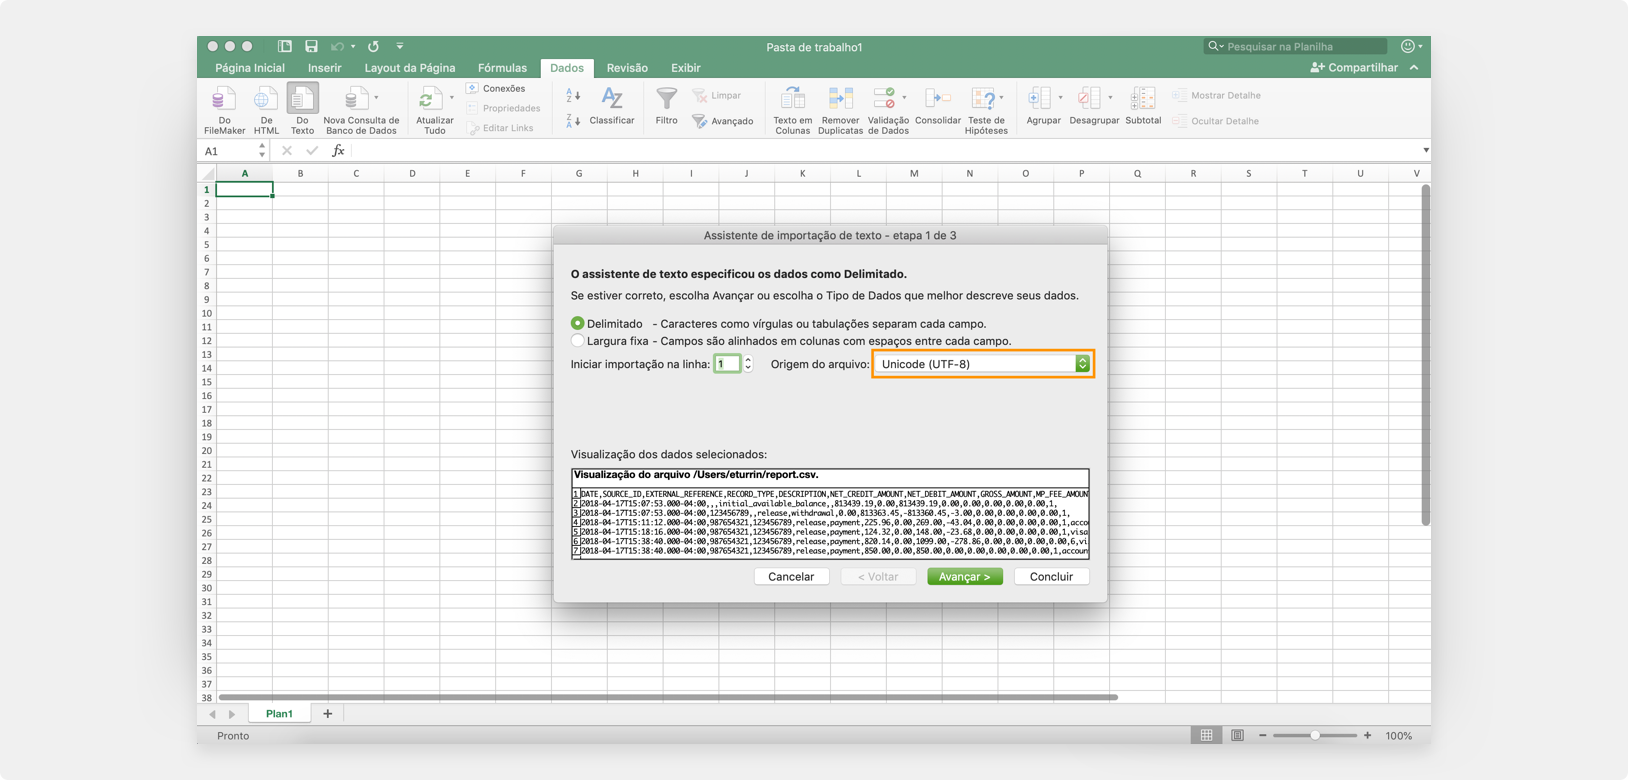 Pasta de trabalho1
Pesquisar na Planilha
Página Inicial Inserir Layout da Página Fórmulas Dados Revisão Exibir Compartilhar
Do FileMaker
De HTML
Do Texto
Nova Consulta de Banco de Dados
Atualizar Tudo
Conexões
Propriedades
Editar Links
A Z
Z A
AZ
Classificar
Filtro
Limpar
Avançado
Texto em Colunas
Remover Duplicatas
Validação de Dados
Consolidar
Teste de Hipóteses
Agrupar
Desagrupar
Subtotal
Mostrar Detalhe
Ocultar Detalhe
A1 fx
A B C D E F G H I J K L M N O P Q R S T U V
1
2
3
4
5
6
7
8
9
10
11
12
13
14
15
16
17
18
19
20
21
22
23
24
25
26
27
28
29
30
31
32
33
34
35
36
37
38
Assistente de importação de texto - etapa 1 de 3
O assistente de texto especificou os dados como Delimitado.
Se estiver correto, escolha Avançar ou escolha o Tipo de Dados que melhor descreve seus dados.
Delimitado - Caracteres como vírgulas ou tabulações separam cada campo.
Largura fixa - Campos são alinhados em colunas com espaços entre cada campo.
Iniciar importação na linha: 1 Origem do arquivo: Unicode (UTF-8)
Visualização dos dados selecionados:
Visualização do arquivo /Users/eturrin/report.csv.
1 DATE,SOURCE_ID,EXTERNAL_REFERENCE,RECORD_TYPE,DESCRIPTION,NET_CREDIT_AMOUNT,NET_DEBIT_AMOUNT,GROSS_AMOUNT,MP_FEE_AMOUN
2 2018-04-17T15:07:53.000-04:00,,,initial_available_balance,,813439.19,0.00,813439.19,0.00,0.00,0.00,0.00,0.00,1,
3 2018-04-17T15:07:53.000-04:00,123456789,,release,withdrawal,0.00,813363.45,-813360.45,-3.00,0.00,0.00,0.00,0.00,1,
4 2018-04-17T15:11:12.000-04:00,987654321,123456789,release,payment,225.96,0.00,269.00,-43.04,0.00,0.00,0.00,0.00,1,acco
5 2018-04-17T15:18:16.000-04:00,987654321,123456789,release,payment,124.32,0.00,148.00,-23.68,0.00,0.00,0.00,0.00,1,visa
6 2018-04-17T15:38:40.000-04:00,987654321,123456789,release,payment,820.14,0.00,1099.00,-278.86,0.00,0.00,0.00,0.00,6,vi
7 2018-04-17T15:38:40.000-04:00,987654321,123456789,release,payment,850.00,0.00,850.00,0.00,0.00,0.00,0.00,0.00,1,accoun
Cancelar < Voltar Avançar > Concluir
Plan1 +
Pronto
100%